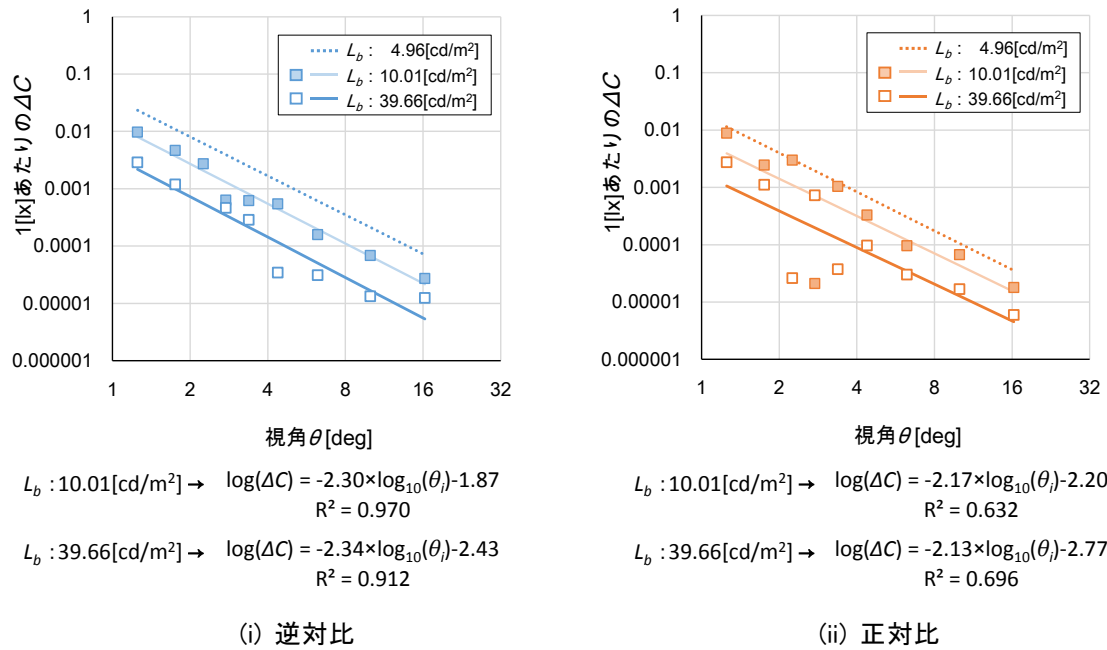 1
0.1
0.01
0.001
0.0001
0.00001
0.000001
1[lx]あたりのΔC
L_b : 4.96[cd/m²]
L_b : 10.01[cd/m²]
L_b : 39.66[cd/m²]
1 2 4 8 16 32
視角θ[deg]
L_b : 10.01[cd/m²] → log(ΔC) = -2.30×log₁₀(θᵢ)-1.87
R² = 0.970
L_b : 39.66[cd/m²] → log(ΔC) = -2.34×log₁₀(θᵢ)-2.43
R² = 0.912
(i) 逆対比
1
0.1
0.01
0.001
0.0001
0.00001
0.000001
1[lx]あたりのΔC
L_b : 4.96[cd/m²]
L_b : 10.01[cd/m²]
L_b : 39.66[cd/m²]
1 2 4 8 16 32
視角θ[deg]
L_b : 10.01[cd/m²] → log(ΔC) = -2.17×log₁₀(θᵢ)-2.20
R² = 0.632
L_b : 39.66[cd/m²] → log(ΔC) = -2.13×log₁₀(θᵢ)-2.77
R² = 0.696
(ii) 正対比